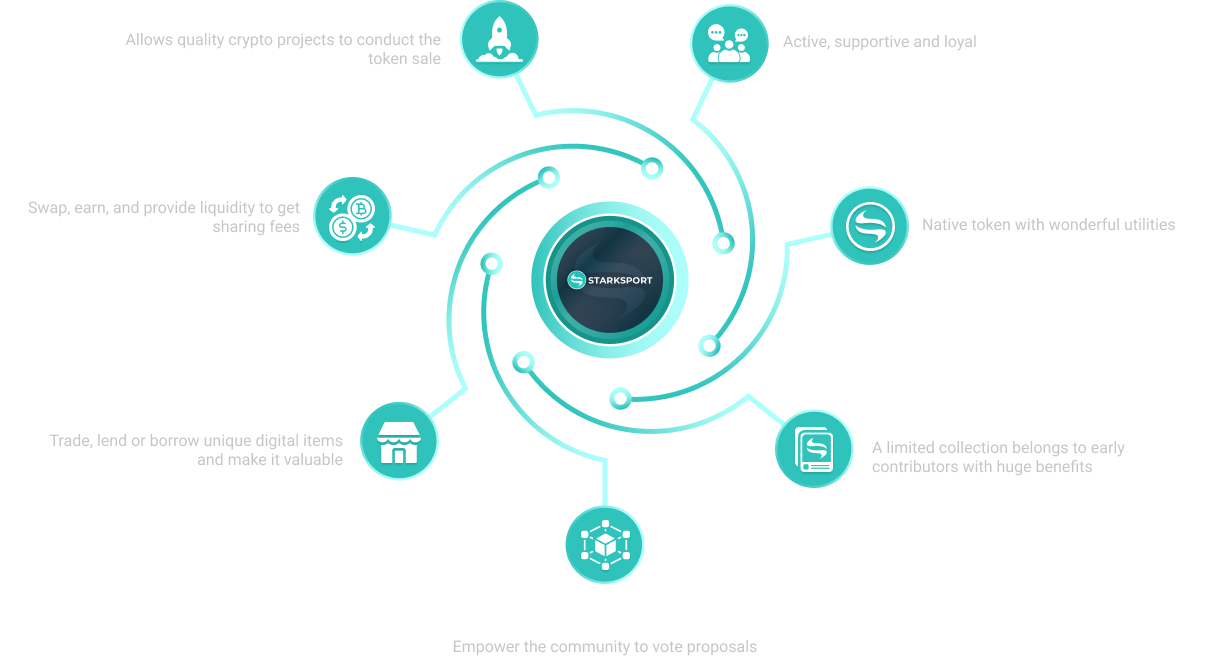 Allows quality crypto projects to conduct the
token sale
Active, supportive and loyal
Swap, earn, and provide liquidity to get
sharing fees
Native token with wonderful utilities
STARKSPORT
Trade, lend or borrow unique digital items
and make it valuable
A limited collection belongs to early
contributors with huge benefits
Empower the community to vote proposals